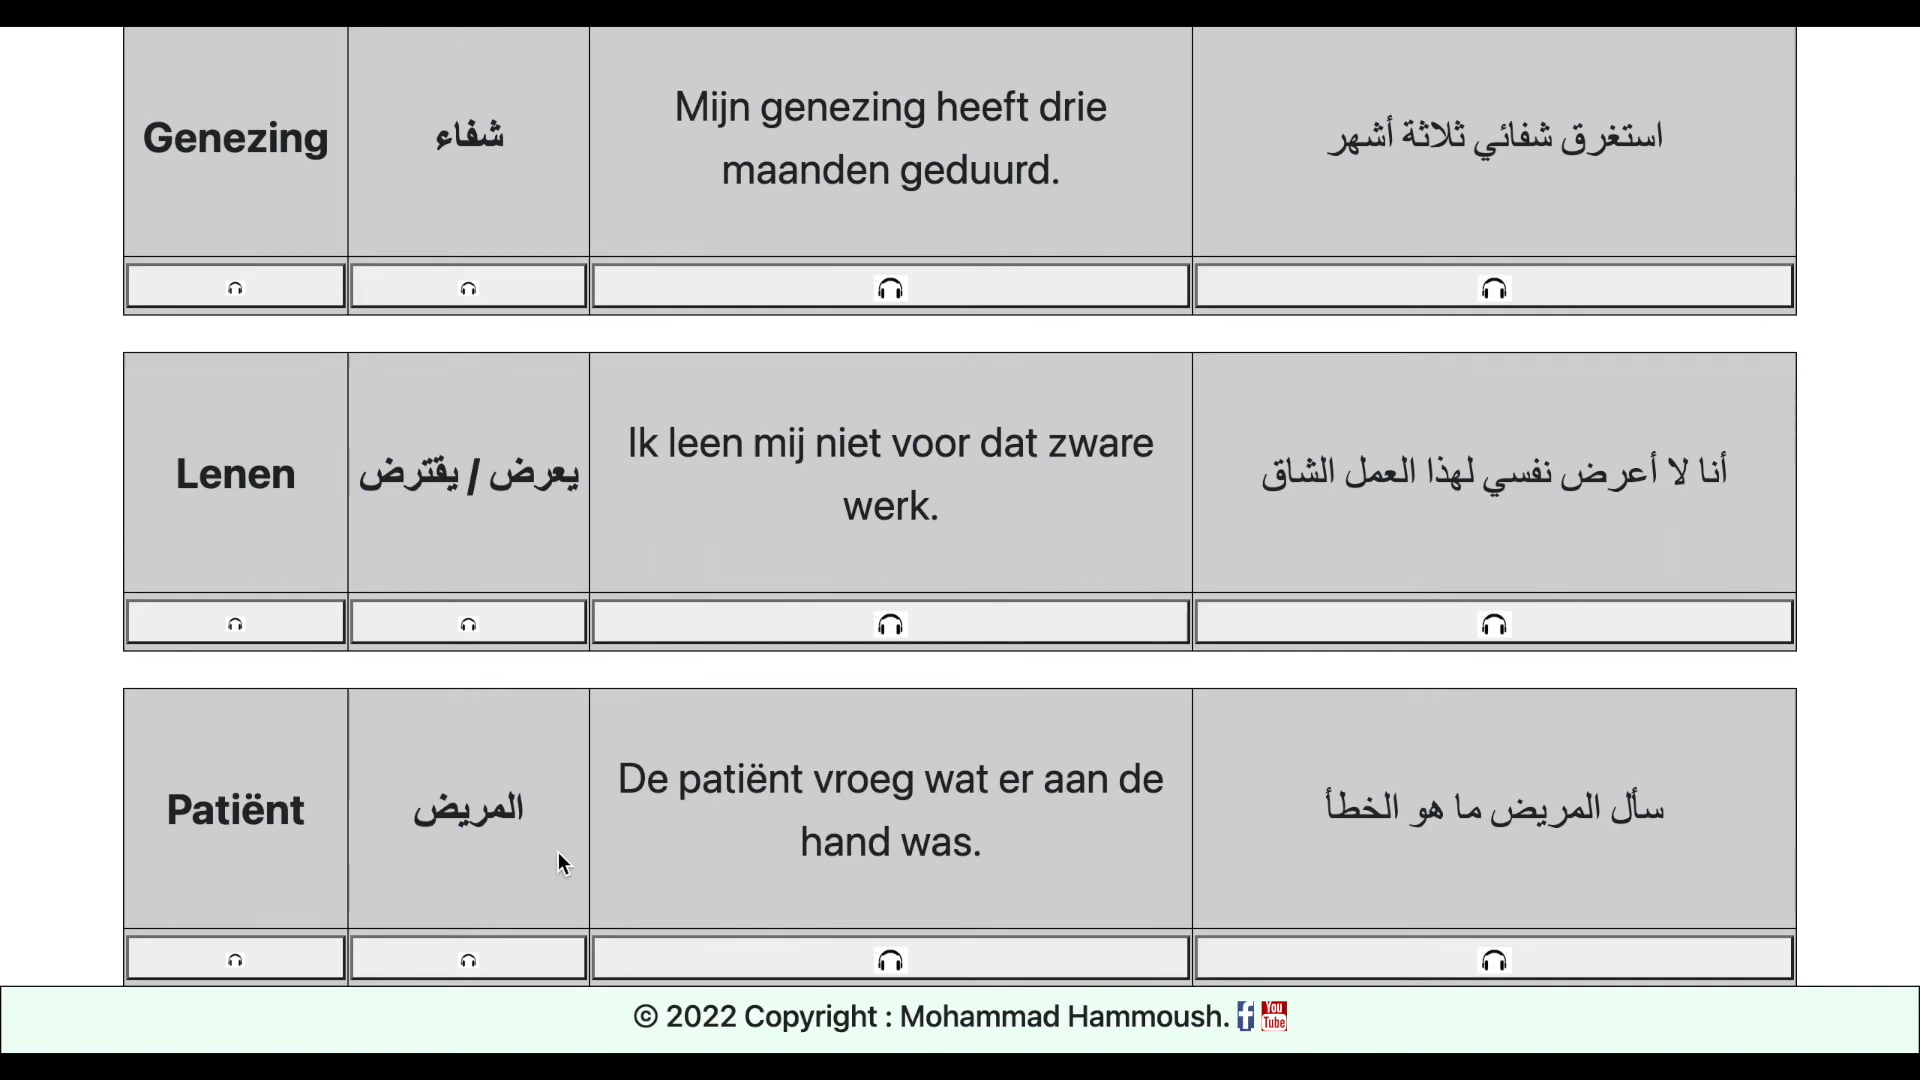 Genezing
شفاء
Mijn genezing heeft drie
maanden geduurd.
استغرق شفائي ثلاثة أشهر
Lenen
يعرض / يقترض
Ik leen mij niet voor dat zware
werk.
أنا لا أعرض نفسي لهذا العمل الشاق
Patiënt
المريض
De patiënt vroeg wat er aan de
hand was.
سأل المريض ما هو الخطأ
© 2022 Copyright : Mohammad Hammoush. f You
Tube